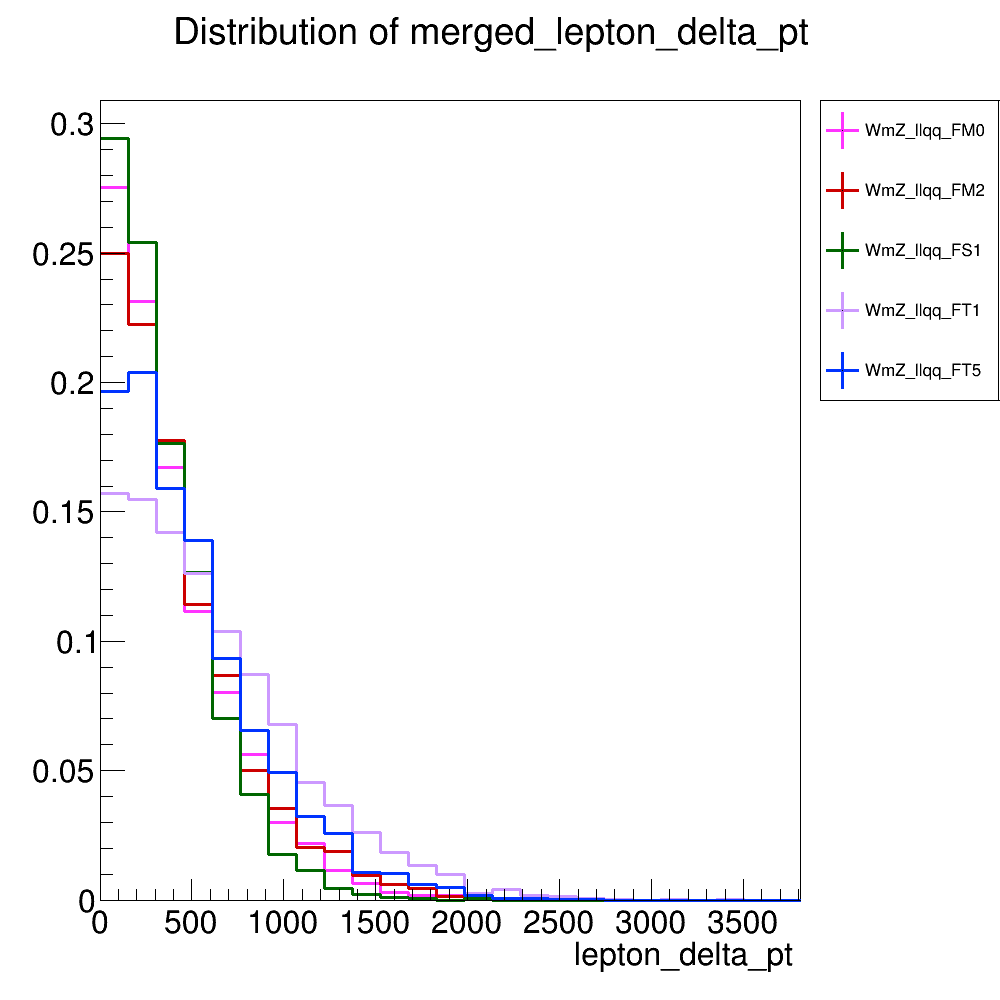 Distribution of merged_lepton_delta_pt
0.3
0.25
0.2
0.15
0.1
0.05
0
0 500 1000 1500 2000 2500 3000 3500
lepton_delta_pt
WmZ_llqq_FM0
WmZ_llqq_FM2
WmZ_llqq_FS1
WmZ_llqq_FT1
WmZ_llqq_FT5